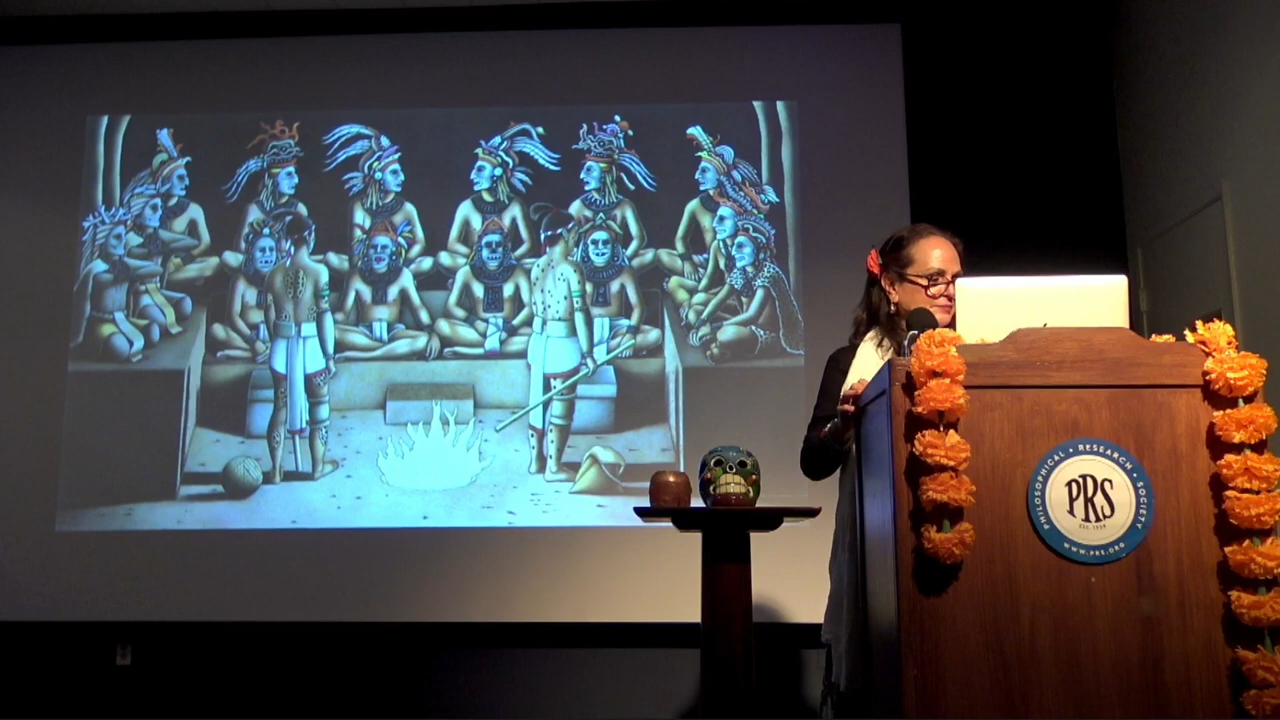 PHILOSOPHICAL • RESEARCH • SOCIETY
PRS
EST. 1934
WWW.PRS.ORG